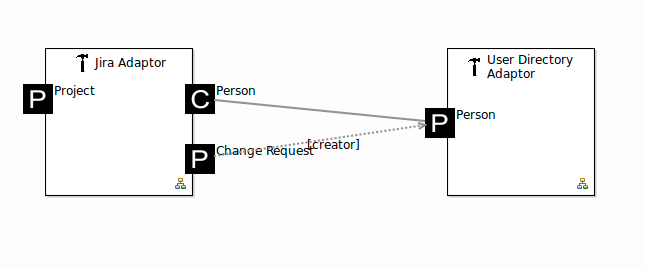 Jira Adaptor
P Project
C Person
P Change Request
[creator]
User Directory
Adaptor
P Person